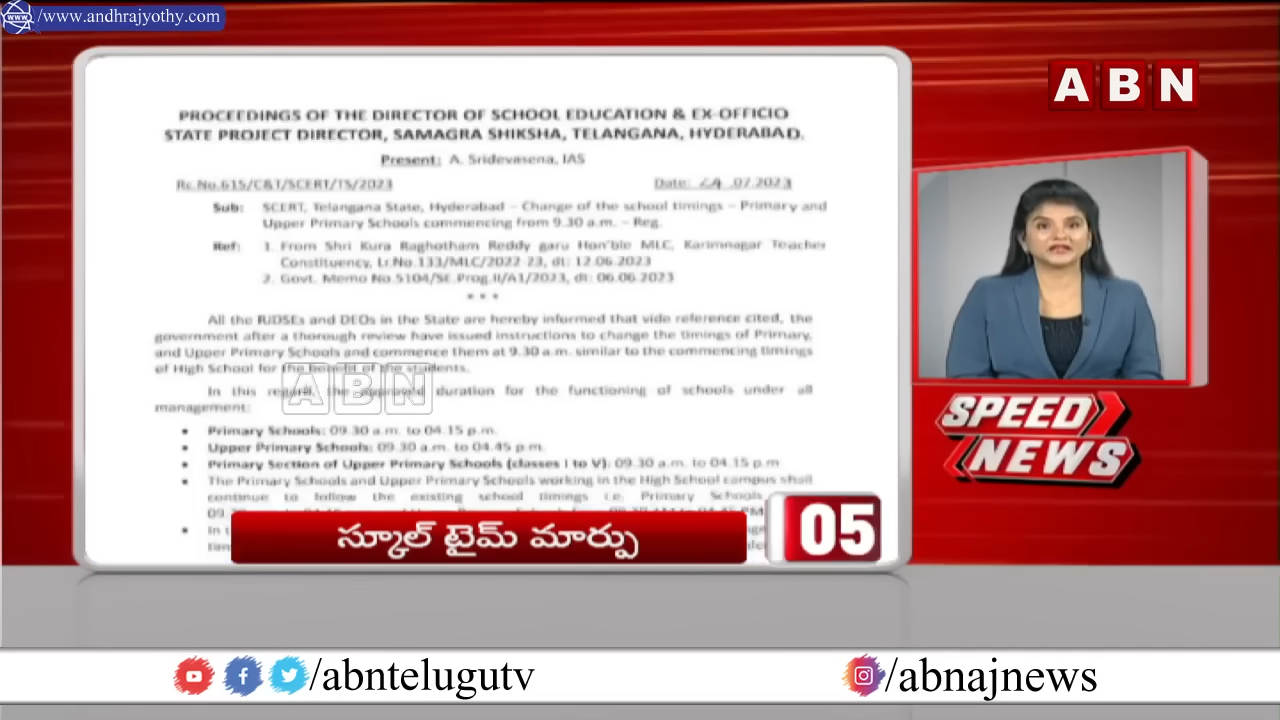 www /www.andhrajyothy.com
ABN
PROCEEDINGS OF THE DIRECTOR OF SCHOOL EDUCATION & EX-OFFICIO
STATE PROJECT DIRECTOR, SAMAGRA SHIKSHA, TELANGANA, HYDERABAD.
Present: A. Sridevasena, IAS
Rc.No.615/C&T/SCERT/TS/2023 Date: .07.2023
Sub: SCERT, Telangana State, Hyderabad – Change of the school timings – Primary and
Upper Primary Schools commencing from 9.30 a.m. – Reg.
Ref: 1. From Shri Kura Raghotham Reddy garu Hon'ble MLC, Karimnagar Teacher
Constituency, Lr.No.133/MLC/2022-23, dt: 12.06.2023
2. Govt. Memo No.5104/SE.Prog.II/A1/2023, dt: 06.06.2023
* * *
All the RJDSEs and DEOs in the State are hereby informed that vide reference cited, the
government after a thorough review have issued instructions to change the timings of Primary,
and Upper Primary Schools and commence them at 9.30 a.m. similar to the commencing timings
of High School for the benefit of the students.
In this regard, the approved duration for the functioning of schools under all
management:
ABN
• Primary Schools: 09.30 a.m. to 04.15 p.m.
• Upper Primary Schools: 09.30 a.m. to 04.45 p.m.
• Primary Section of Upper Primary Schools (classes I to V): 09.30 a.m. to 04.15 p.m
• The Primary Schools and Upper Primary Schools working in the High School campus shall
continue to follow the existing school timings i.e. Primary Schools
SPEED
NEWS
స్కూల్ టైమ్ మార్పు
05
/abntelugutv
/abnajnews